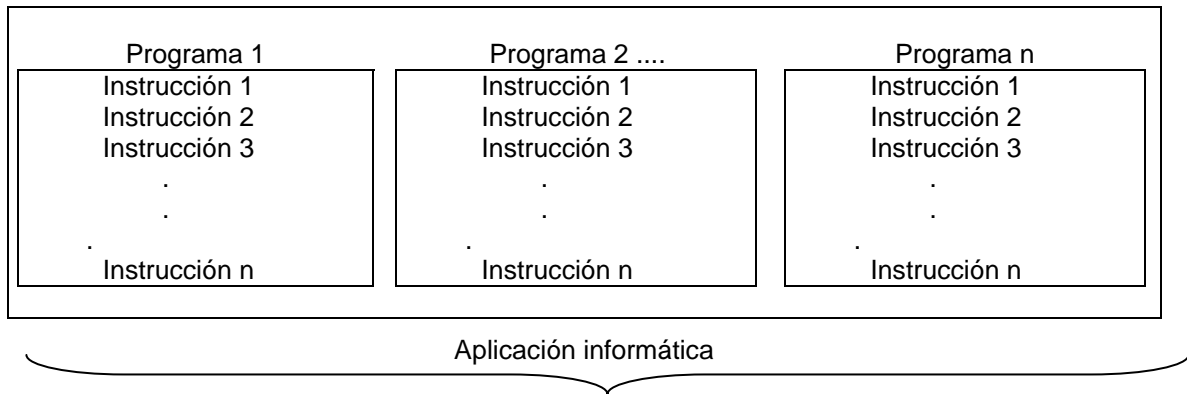 Programa 1 Programa 2 .... Programa n
Instrucción 1 Instrucción 1 Instrucción 1
Instrucción 2 Instrucción 2 Instrucción 2
Instrucción 3 Instrucción 3 Instrucción 3
. . .
. . .
. . .
Instrucción n Instrucción n Instrucción n
Aplicación informática